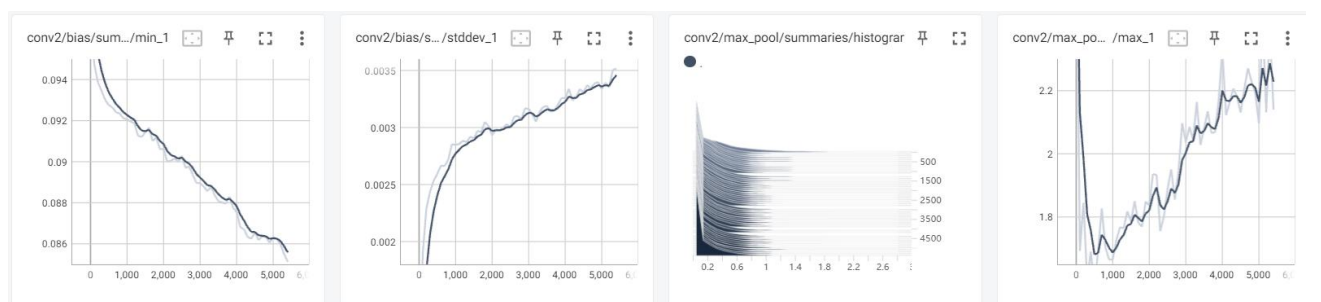 conv2/bias/sum.../min_1
0.094
0.092
0.09
0.088
0.086
0 1,000 2,000 3,000 4,000 5,000 6,
conv2/bias/s.../stddev_1
0.0035
0.003
0.0025
0.002
0 1,000 2,000 3,000 4,000 5,000 6,
conv2/max_pool/summaries/histograr
.
500
1500
2500
3500
4500
0.2 0.6 1 1.4 1.8 2.2 2.6
conv2/max_po... /max_1
2.2
2
1.8
0 1,000 2,000 3,000 4,000 5,000 6,